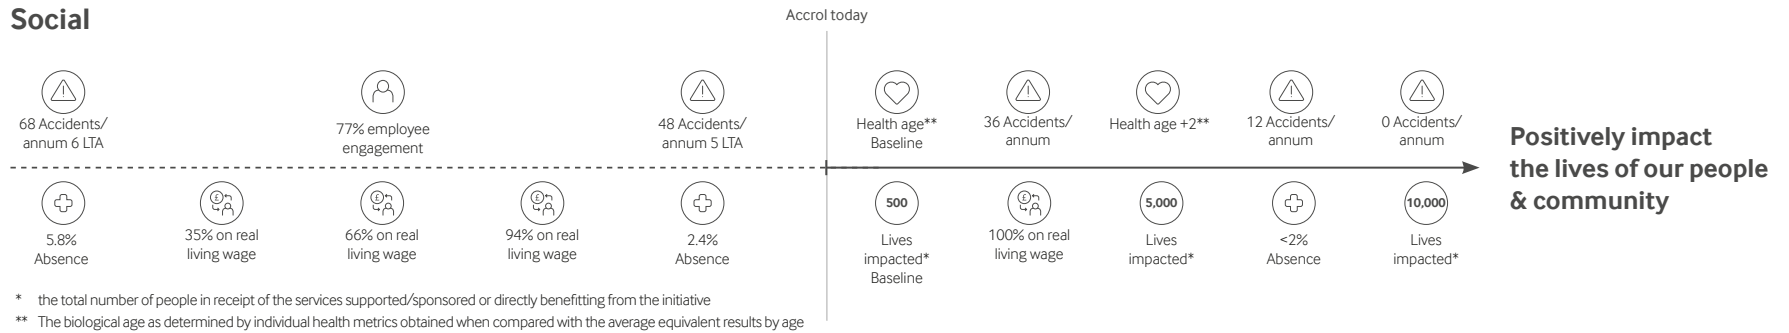 Social
Accrol today
68 Accidents/
annum 6 LTA
77% employee
engagement
48 Accidents/
annum 5 LTA
Health age**
Baseline
36 Accidents/
annum
Health age +2**
12 Accidents/
annum
0 Accidents/
annum
Positively impact
the lives of our people
& community
5.8%
Absence
£
35% on real
living wage
£
66% on real
living wage
£
94% on real
living wage
2.4%
Absence
500
Lives
impacted*
Baseline
£
100% on real
living wage
5,000
Lives
impacted*
<2%
Absence
10,000
Lives
impacted*
* the total number of people in receipt of the services supported/sponsored or directly benefitting from the initiative
** The biological age as determined by individual health metrics obtained when compared with the average equivalent results by age